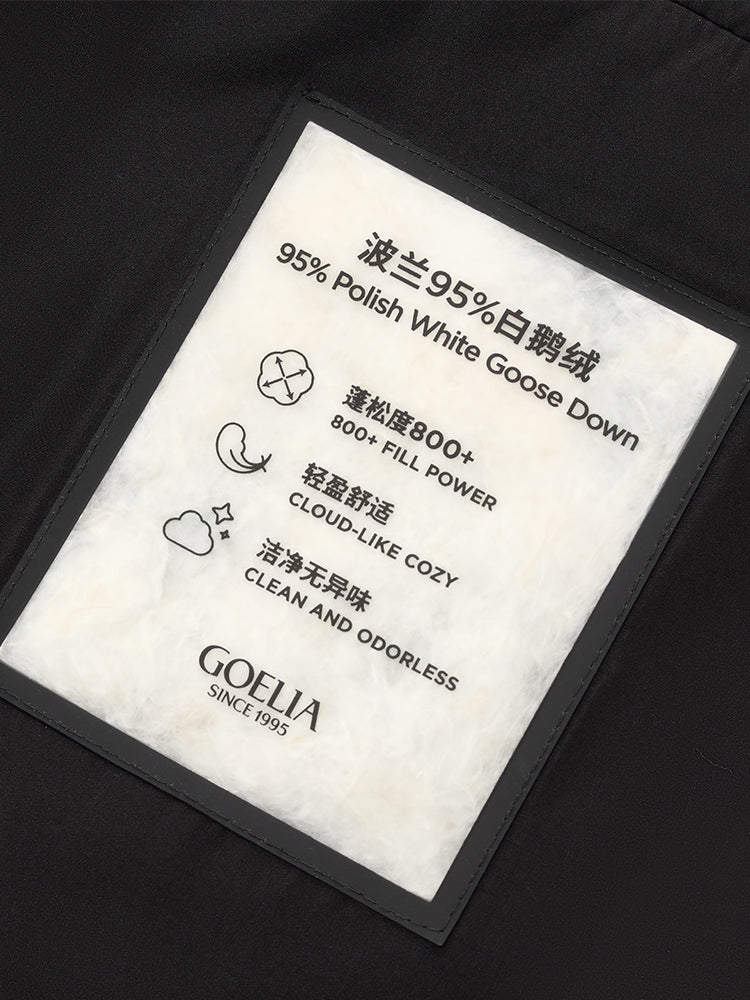 波兰95%白鹅绒
95% Polish White Goose Down
蓬松度800+
800+ FILL POWER
轻盈舒适
CLOUD-LIKE COZY
洁净无异味
CLEAN AND ODORLESS
GOELIA
SINCE 1995